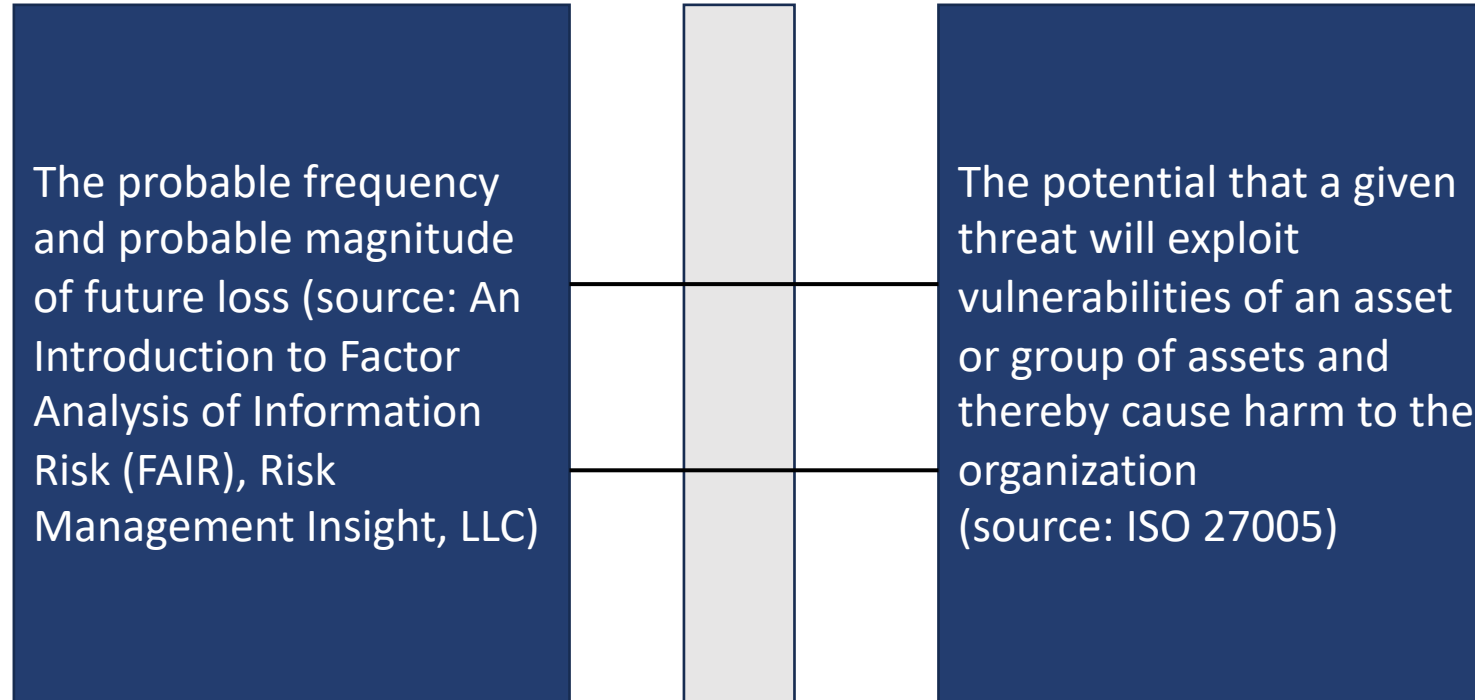 The probable frequency
and probable magnitude
of future loss (source: An
Introduction to Factor
Analysis of Information
Risk (FAIR), Risk
Management Insight, LLC)
The potential that a given
threat will exploit
vulnerabilities of an asset
or group of assets and
thereby cause harm to the
organization
(source: ISO 27005)